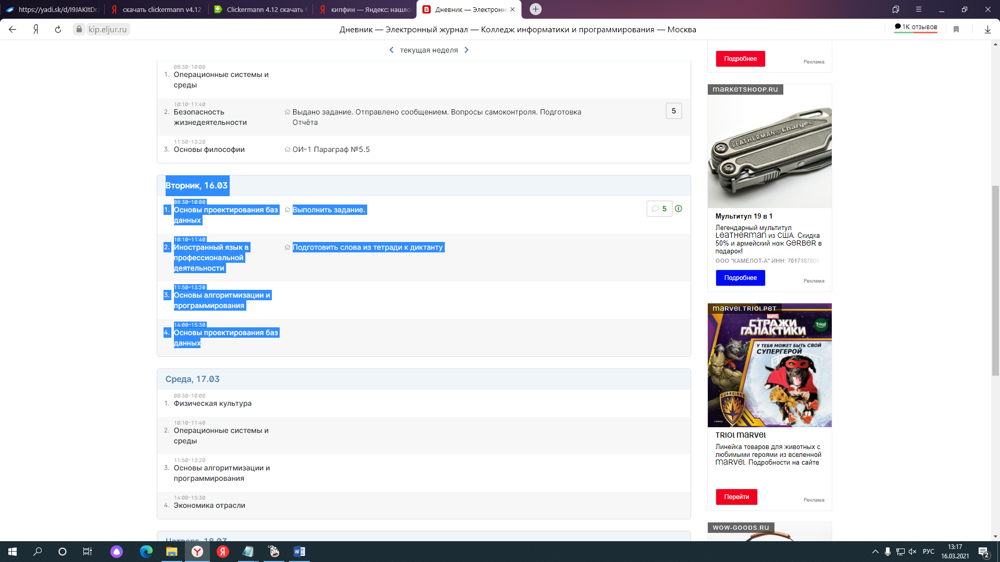 https://yadi.sk/d/I9JAKItDr
скачать clickermann v4.12
Clickermann 4.12 скачать
кипфин — Яндекс: нашло
Дневник — Электронн
kip.eljur.ru
Дневник — Электронный журнал — Колледж информатики и программирования — Москва
1K отзывов
текущая неделя
08:30–10:00
1. Операционные системы и
среды
10:10–11:40
2. Безопасность
жизнедеятельности
Выдано задание. Отправлено сообщением. Вопросы самоконтроля. Подготовка
Отчёта
5
11:50–13:20
3. Основы философии
ОИ-1 Параграф №5.5
Вторник, 16.03
08:30–10:00
1. Основы проектирования баз
данных
Выполнить задание.
5
10:10–11:40
2. Иностранный язык в
профессиональной
деятельности
Подготовить слова из тетради к диктанту
11:50–13:20
3. Основы алгоритмизации и
программирования
14:00–15:30
4. Основы проектирования баз
данных
Среда, 17.03
08:30–10:00
1. Физическая культура
10:10–11:40
2. Операционные системы и
среды
11:50–13:20
3. Основы алгоритмизации и
программирования
14:00–15:30
4. Экономика отрасли
Четверг, 18.03
Подробнее
Реклама
marketshoop.ru
LEATHERMAN® Charge®
Мультитул 19 в 1
Легендарный мультитул
Leatherman из США. Скидка
50% и армейский нож GERBER в
подарок!
ООО "КАМЕЛОТ-А" ИНН: 7017187800
Подробнее
Реклама
marvel.triol.pet
MARVEL
СТРАЖИ
ГАЛАКТИКИ
Triol
У ТЕБЯ МОЖЕТ БЫТЬ СВОЙ
СУПЕРГЕРОЙ
GUARDIANS
Triol Marvel
Линейка товаров для животных с
любимыми героями из вселенной
Marvel. Подробности на сайте
Перейти
Реклама
wow-goods.ru
РУС
13:17
16.03.2021
2